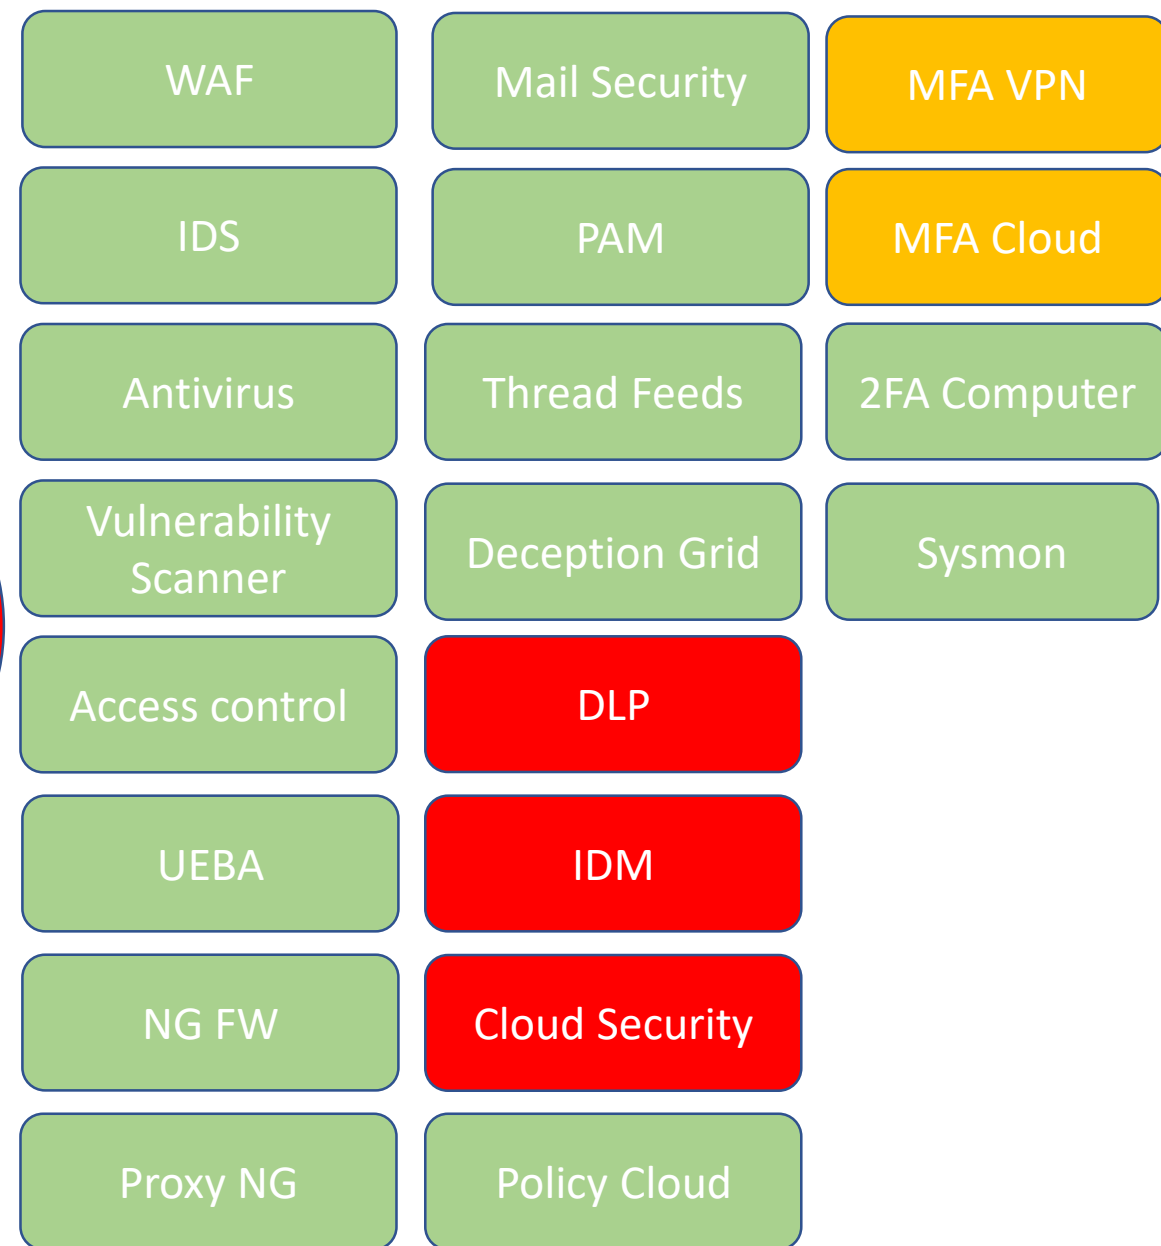 WAF
Mail Security
MFA VPN
IDS
PAM
MFA Cloud
Antivirus
Thread Feeds
2FA Computer
Vulnerability
Scanner
Deception Grid
Sysmon
Access control
DLP
UEBA
IDM
NG FW
Cloud Security
Proxy NG
Policy Cloud